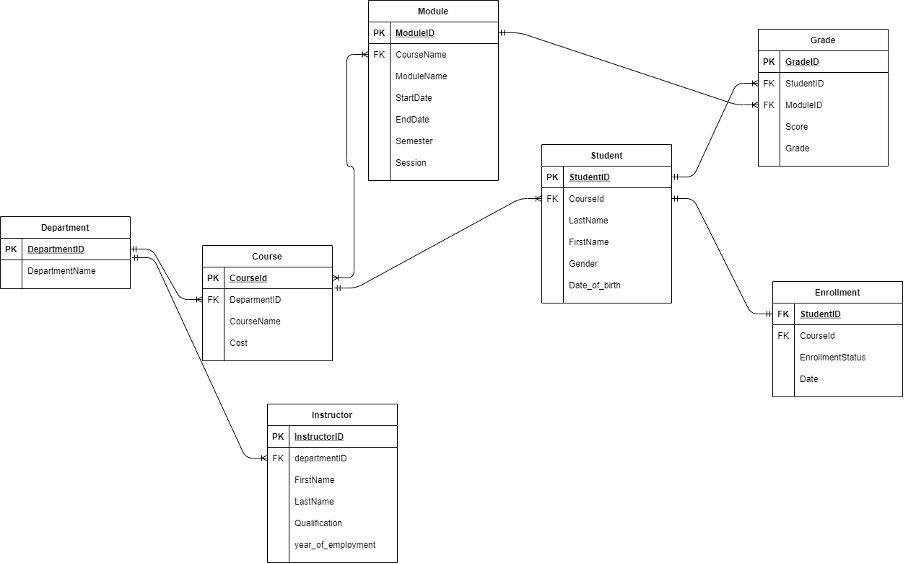 Module
PK ModuleID
FK CourseName
ModuleName
StartDate
EndDate
Semester
Session
Grade
PK GradeID
FK StudentID
FK ModuleID
Score
Grade
Student
PK StudentID
FK CourseId
LastName
FirstName
Gender
Date_of_birth
Department
PK DepartmentID
DepartmentName
Course
PK CourseId
FK DeparmentID
CourseName
Cost
Enrollment
FK StudentID
FK CourseId
EnrollmentStatus
Date
Instructor
PK InstructorID
FK departmentID
FirstName
LastName
Qualification
year_of_employment